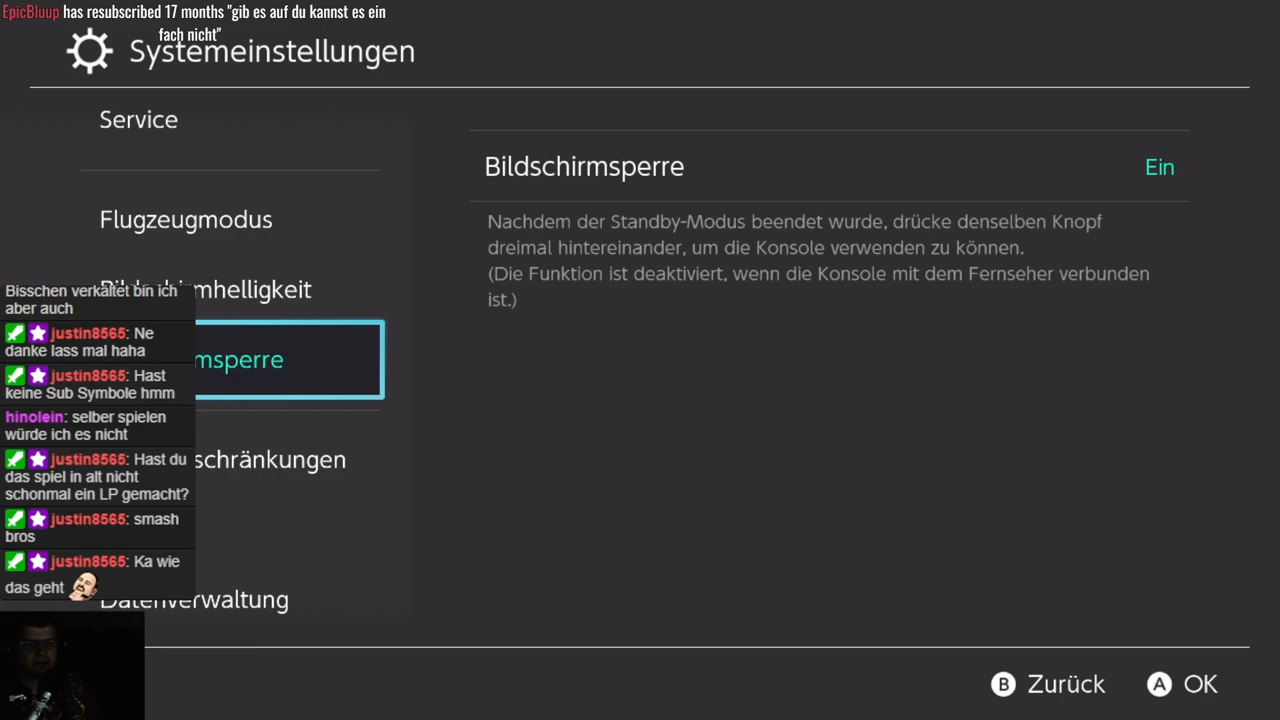 EpicBluup has resubscribed 17 months "gib es auf du kannst es ein
fach nicht"
Systemeinstellungen
Service
Flugzeugmodus
mhelligkeit
msperre
schränkungen
Datenverwaltung
Bildschirmsperre
Ein
Nachdem der Standby-Modus beendet wurde, drücke denselben Knopf
dreimal hintereinander, um die Konsole verwenden zu können.
(Die Funktion ist deaktiviert, wenn die Konsole mit dem Fernseher verbunden
ist.)
Bisschen verkältet bin ich
aber auch
justin8565: Ne
danke lass mal haha
justin8565: Hast
keine Sub Symbole hmm
hinolein: selber spielen
würde ich es nicht
justin8565: Hast du
das spiel in alt nicht
schonmal ein LP gemacht?
justin8565: smash
bros
justin8565: Ka wie
das geht
B Zurück
A OK